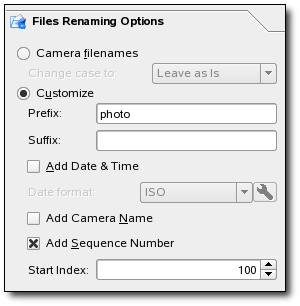 Files Renaming Options
Camera filenames
Change case to: Leave as Is
Customize
Prefix: photo
Suffix:
Add Date & Time
Date format: ISO
Add Camera Name
Add Sequence Number
Start Index: 100